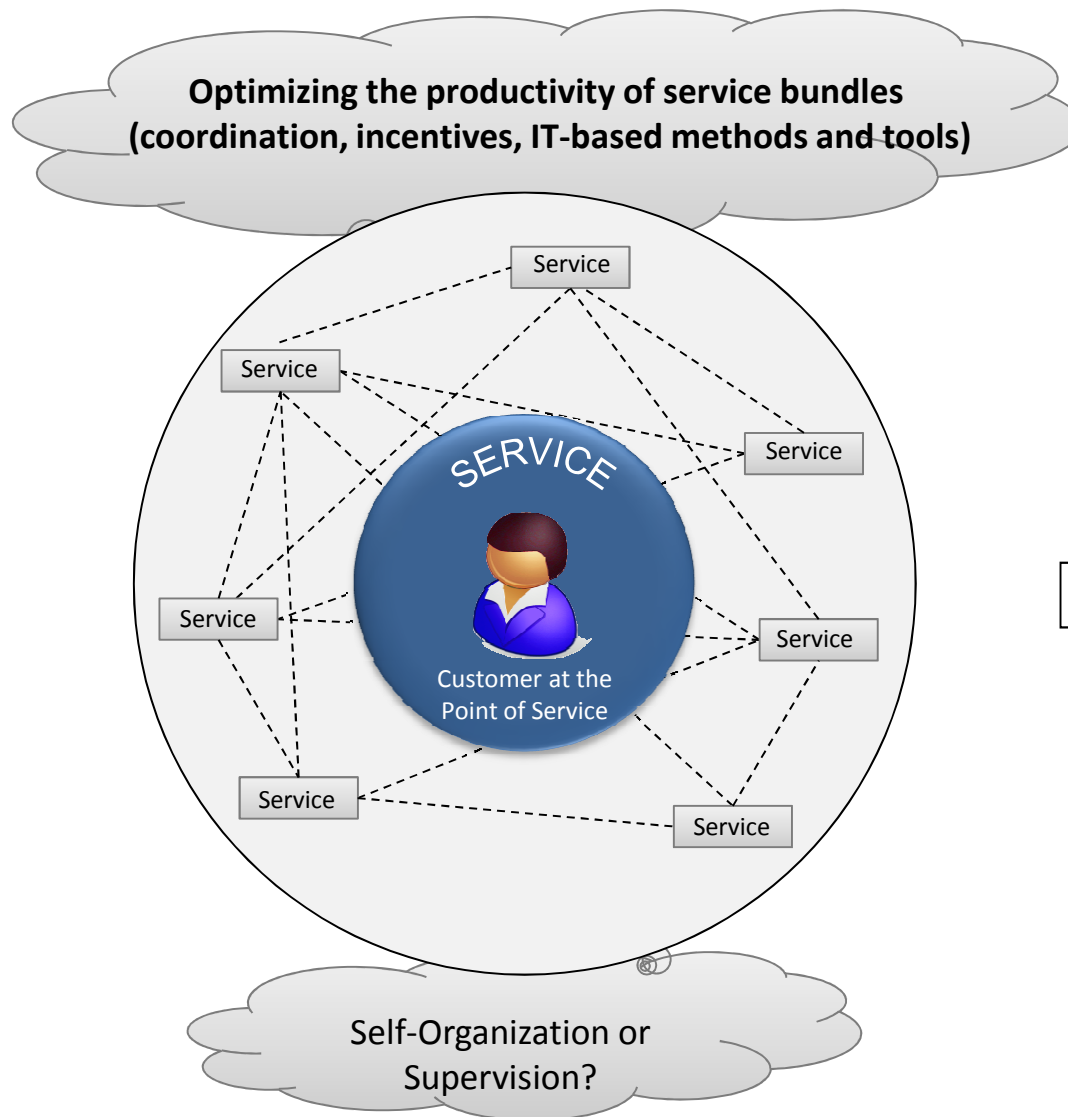 Optimizing the productivity of service bundles
(coordination, incentives, IT-based methods and tools)
Service
Service
Service
SERVICE
Service
Service
Customer at the
Point of Service
Service
Service
Self-Organization or
Supervision?